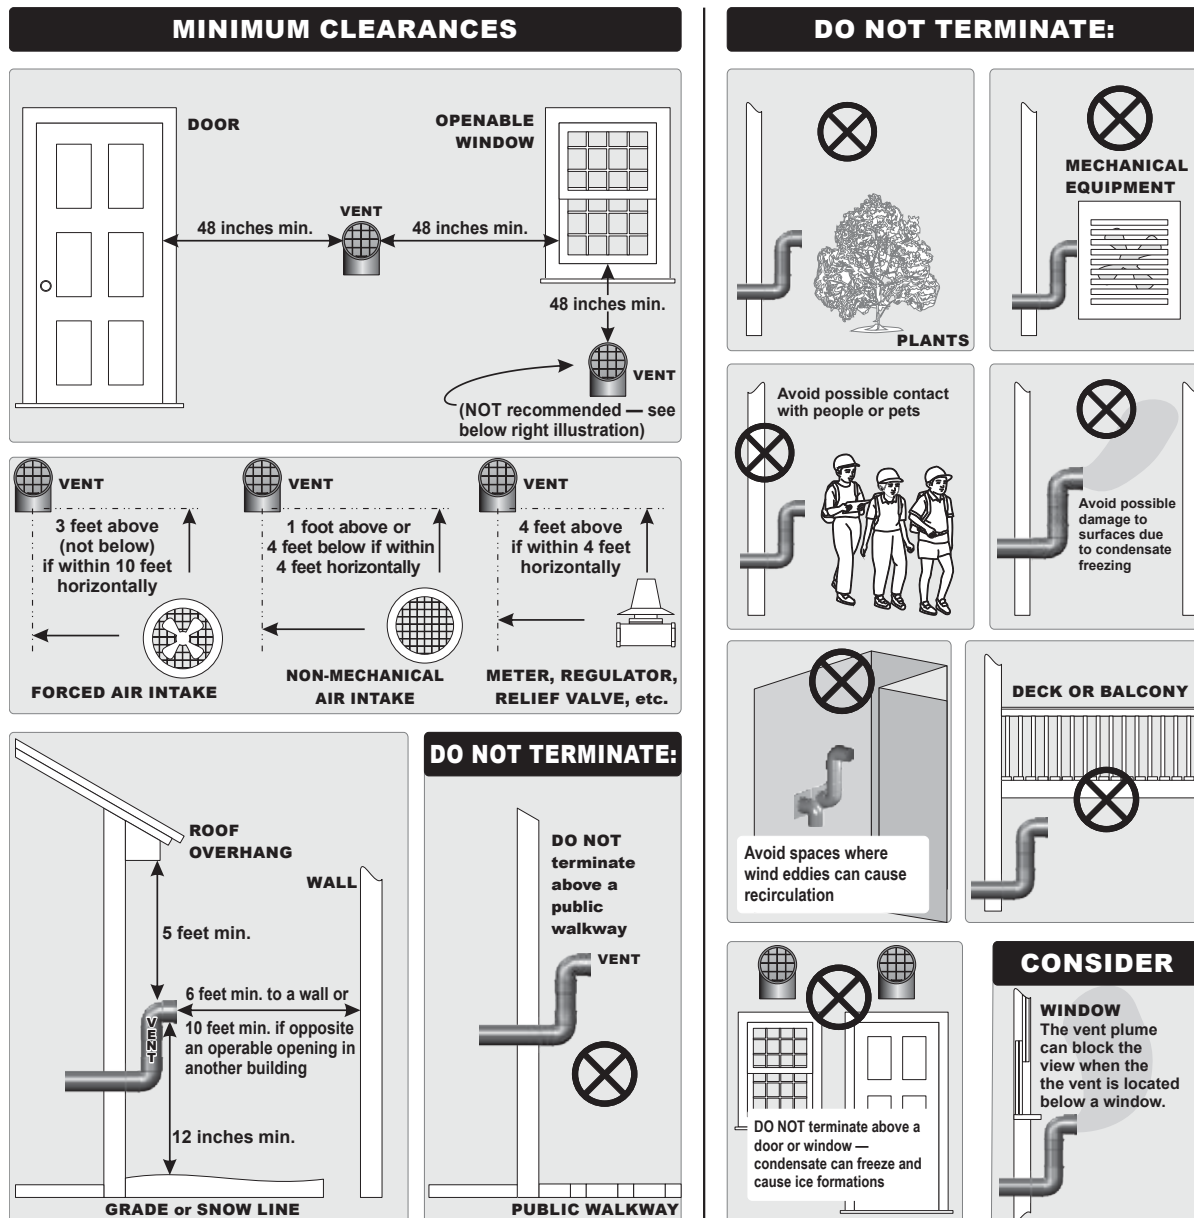 MINIMUM CLEARANCES
DOOR
OPENABLE
WINDOW
VENT
48 inches min.
48 inches min.
48 inches min.
VENT
(NOT recommended — see
below right illustration)
VENT
3 feet above
(not below)
if within 10 feet
horizontally
FORCED AIR INTAKE
VENT
1 foot above or
4 feet below if within
4 feet horizontally
NON-MECHANICAL
AIR INTAKE
VENT
4 feet above
if within 4 feet
horizontally
METER, REGULATOR,
RELIEF VALVE, etc.
ROOF
OVERHANG
WALL
5 feet min.
6 feet min. to a wall or
10 feet min. if opposite
an operable opening in
another building
VENT
12 inches min.
GRADE or SNOW LINE
DO NOT TERMINATE:
DO NOT
terminate
above a
public
walkway
VENT
PUBLIC WALKWAY
DO NOT TERMINATE:
PLANTS
MECHANICAL
EQUIPMENT
Avoid possible contact
with people or pets
Avoid possible
damage to
surfaces due
to condensate
freezing
Avoid spaces where
wind eddies can cause
recirculation
DECK OR BALCONY
DO NOT terminate above a
door or window —
condensate can freeze and
cause ice formations
CONSIDER
WINDOW
The vent plume
can block the
view when the
the vent is located
below a window.